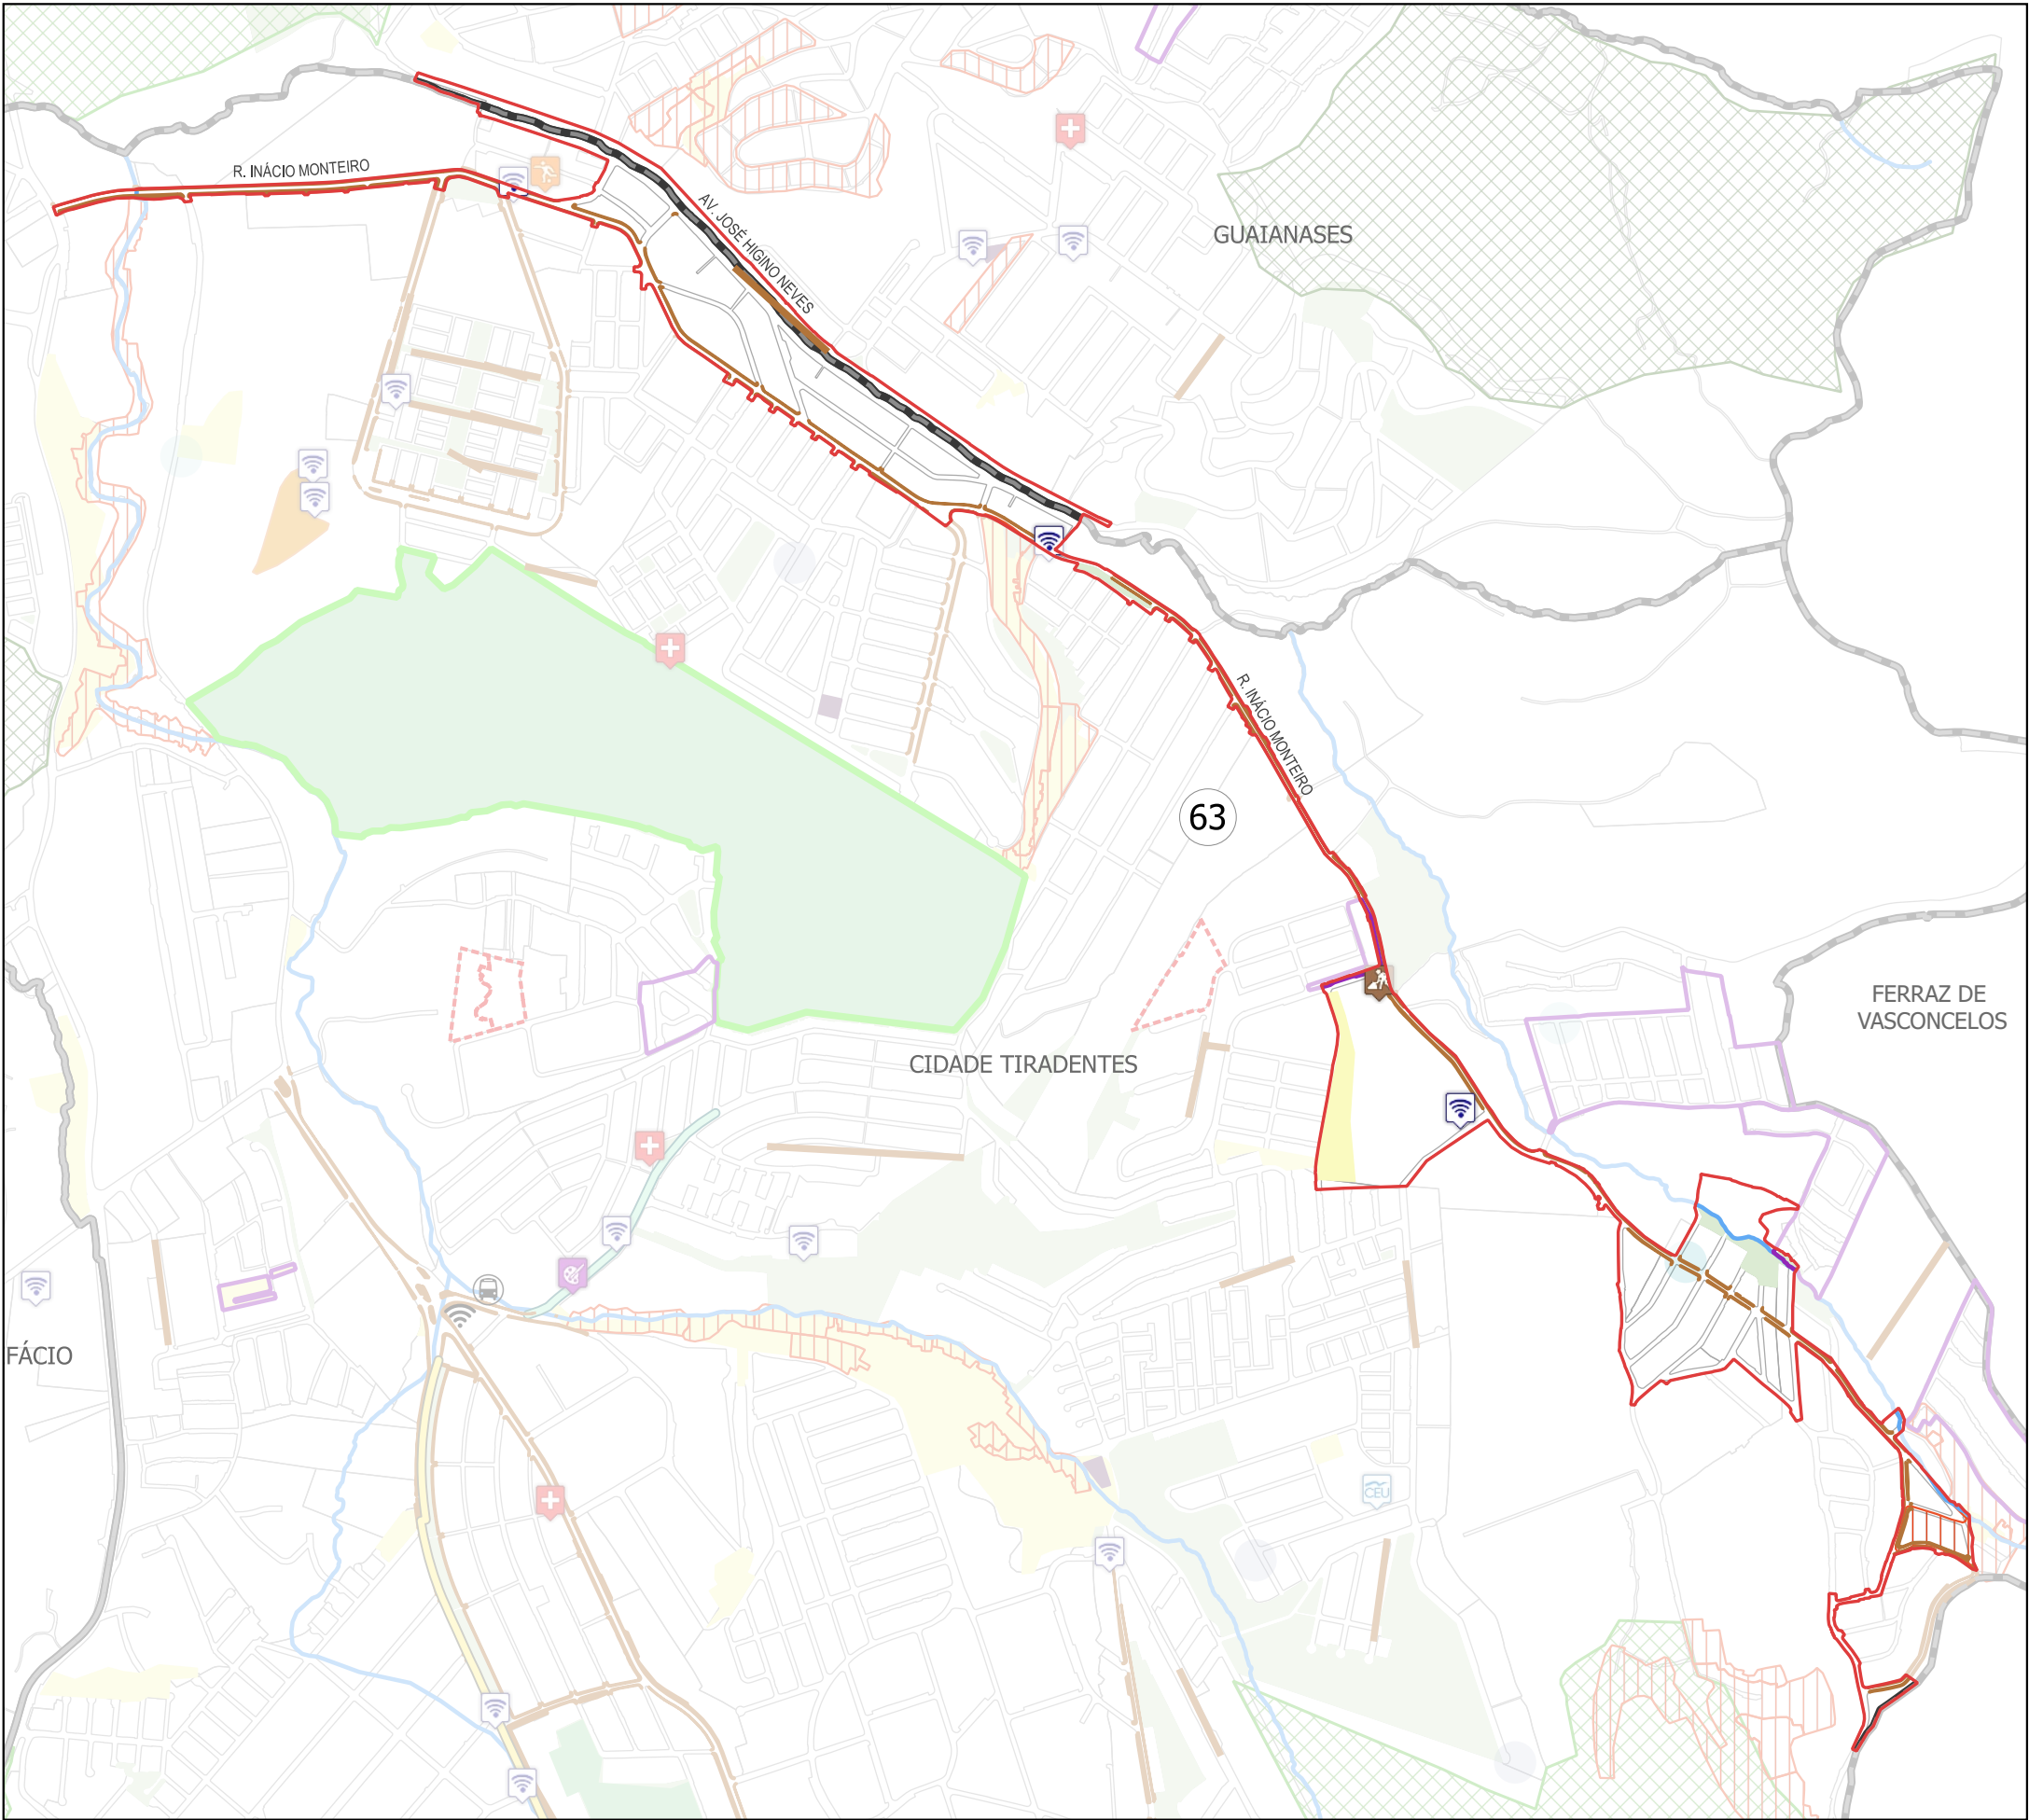 R. INÁCIO MONTEIRO
AV. JOSÉ HIGINO NEVES
GUAIANASES
R. INÁCIO MONTEIRO
63
FERRAZ DE
VASCONCELOS
CIDADE TIRADENTES
FÁCIO
CEU